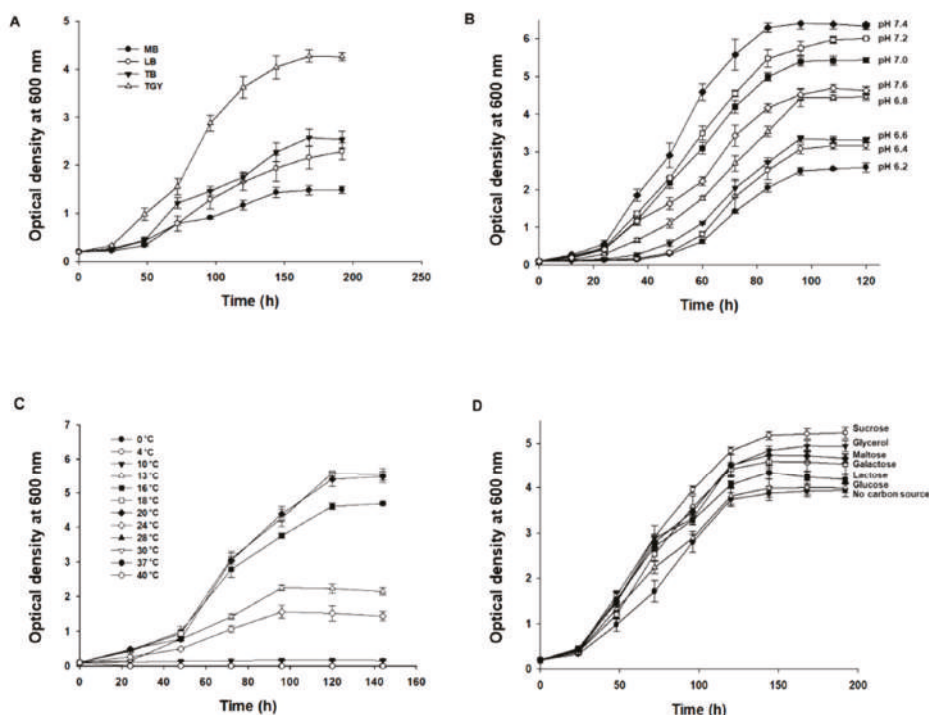 A
MB
LB
TB
TGY
Optical density at 600 nm
5
4
3
2
1
0
0 50 100 150 200 250
Time (h)
B
Optical density at 600 nm
6
5
4
3
2
1
0
0 20 40 60 80 100 120
Time (h)
pH 7.4
pH 7.2
pH 7.0
pH 7.6
pH 6.8
pH 6.6
pH 6.4
pH 6.2
C
0 °C
4 °C
10 °C
13 °C
16 °C
18 °C
20 °C
24 °C
28 °C
30 °C
37 °C
40 °C
Optical density at 600 nm
7
6
5
4
3
2
1
0
0 20 40 60 80 100 120 140 160
Time (h)
D
Optical density at 600 nm
5
4
3
2
1
0
0 50 100 150 200
Time (h)
Sucrose
Glycerol
Maltose
Galactose
Lactose
Glucose
No carbon source